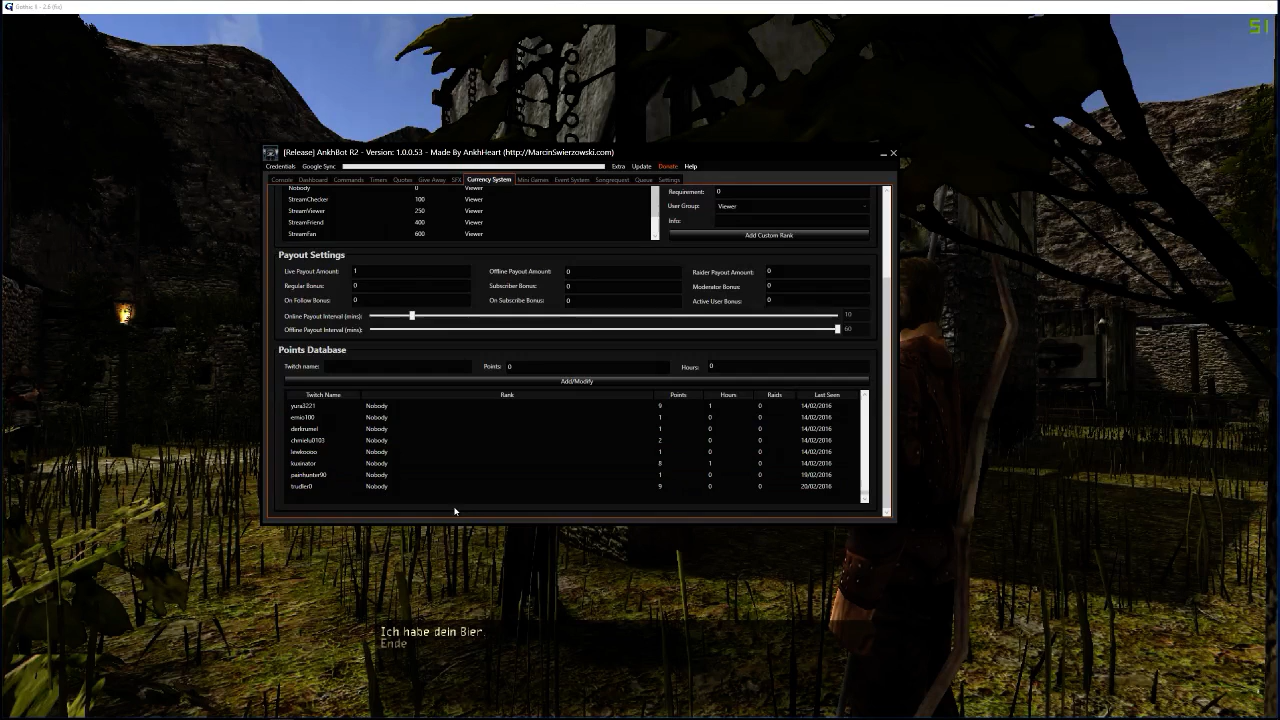 Gothic II - 2.6 (fix)
51
[Release] AnkhBot R2 - Version: 1.0.0.53 - Made By AnkhHeart (http://MarcinSwierzowski.com)
Credentials Google Sync Extra Update Donate Help
Console Dashboard Commands Timers Quotes Give Away SFX Currency System Mini Games Event System Songrequest Queue Settings
Nobody 0 Viewer
StreamChecker 100 Viewer
StreamViewer 250 Viewer
StreamFriend 400 Viewer
StreamFan 600 Viewer
Requirement: 0
User Group: Viewer
Info:
Add Custom Rank
Payout Settings
Live Payout Amount: 1 Offline Payout Amount: 0 Raider Payout Amount: 0
Regular Bonus: 0 Subscriber Bonus: 0 Moderator Bonus: 0
On Follow Bonus: 0 On Subscribe Bonus: 0 Active User Bonus: 0
Online Payout Interval (mins): 10
Offline Payout Interval (mins): 60
Points Database
Twitch name: Points: 0 Hours: 0
Add/Modify
Twitch Name Rank Points Hours Raids Last Seen
yura3221 Nobody 9 1 0 14/02/2016
emio100 Nobody 1 0 0 14/02/2016
derkrumel Nobody 1 0 0 14/02/2016
chmielu0103 Nobody 2 0 0 14/02/2016
lewkoooo Nobody 1 0 0 14/02/2016
kuxinator Nobody 8 1 0 14/02/2016
painhunter90 Nobody 1 0 0 19/02/2016
trudler0 Nobody 9 0 0 20/02/2016
Ich habe dein Bier.
Ende